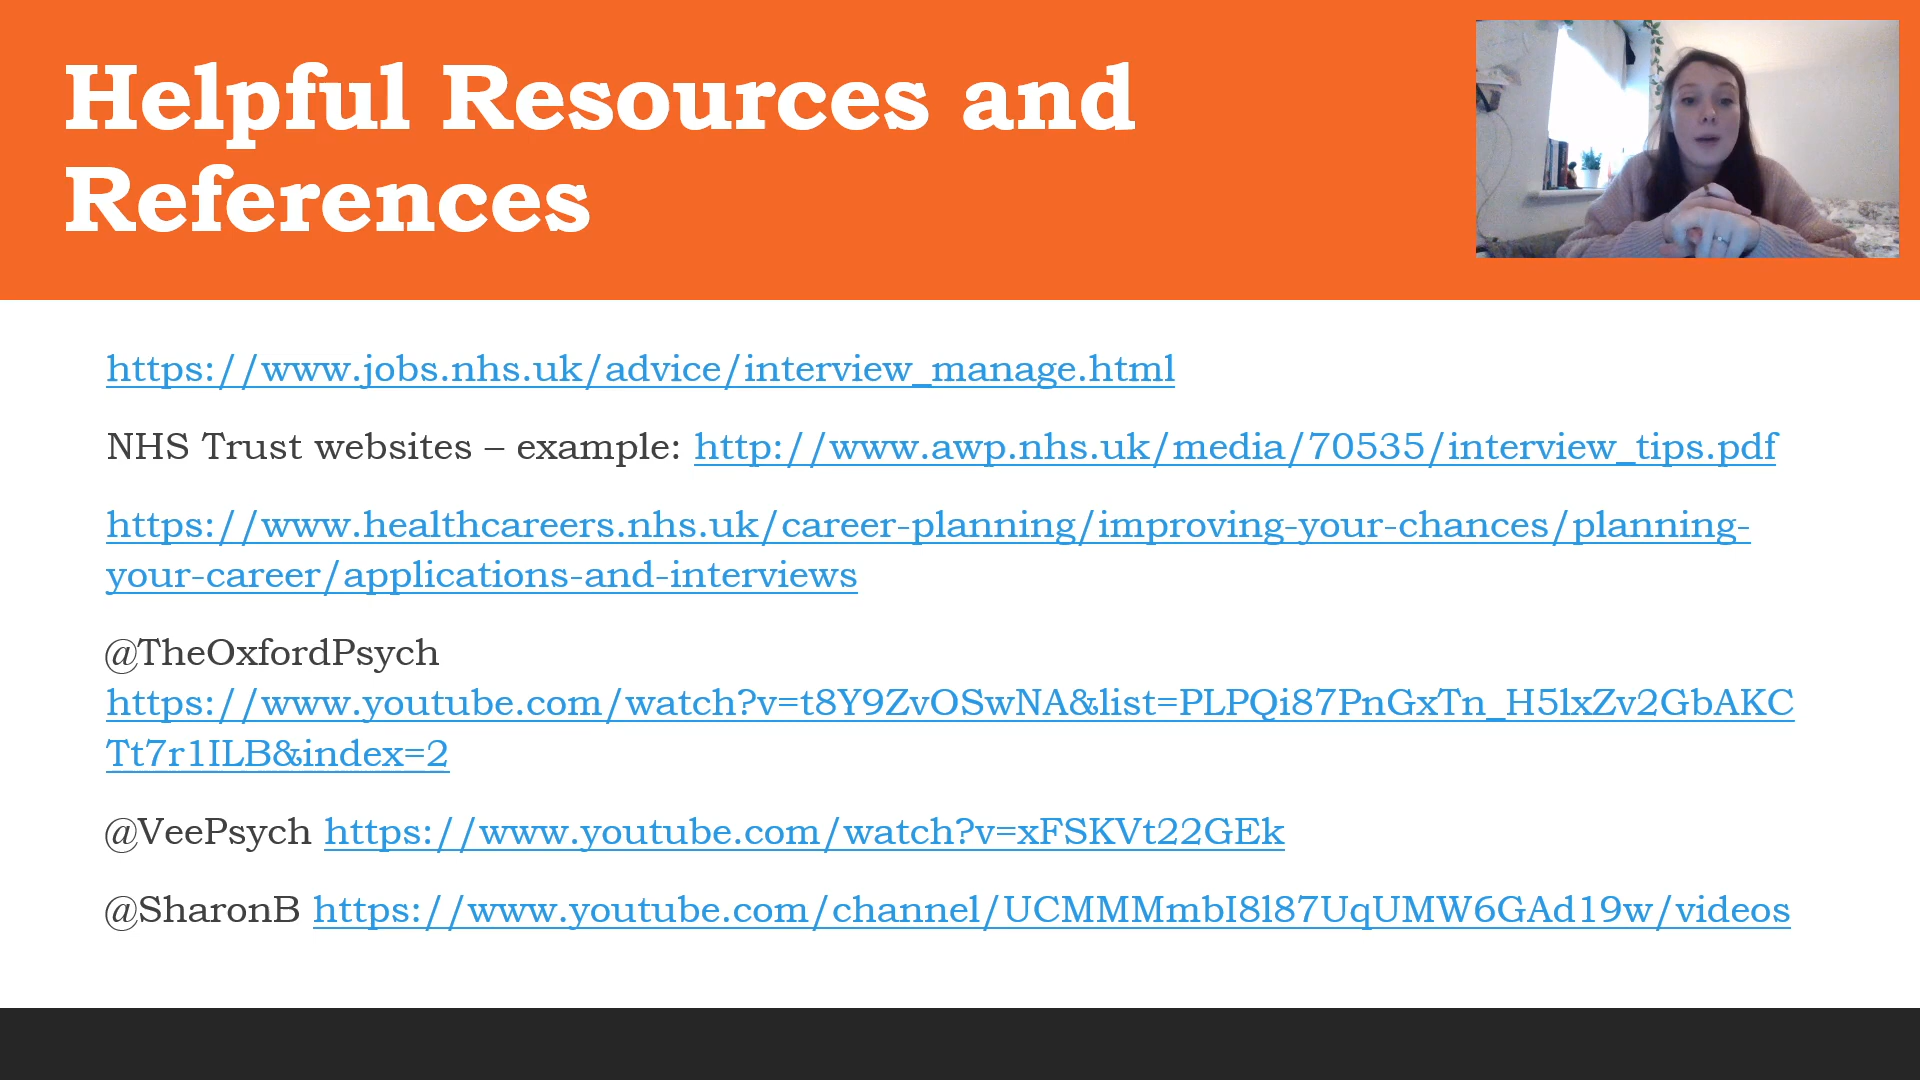 Helpful Resources and
References
https://www.jobs.nhs.uk/advice/interview_manage.html
NHS Trust websites – example: http://www.awp.nhs.uk/media/70535/interview_tips.pdf
https://www.healthcareers.nhs.uk/career-planning/improving-your-chances/planning-
your-career/applications-and-interviews
@TheOxfordPsych
https://www.youtube.com/watch?v=t8Y9ZvOSwNA&list=PLPQi87PnGxTn_H5lxZv2GbAKC
Tt7r1ILB&index=2
@VeePsych https://www.youtube.com/watch?v=xFSKVt22GEk
@SharonB https://www.youtube.com/channel/UCMMMmbI8l87UqUMW6GAd19w/videos